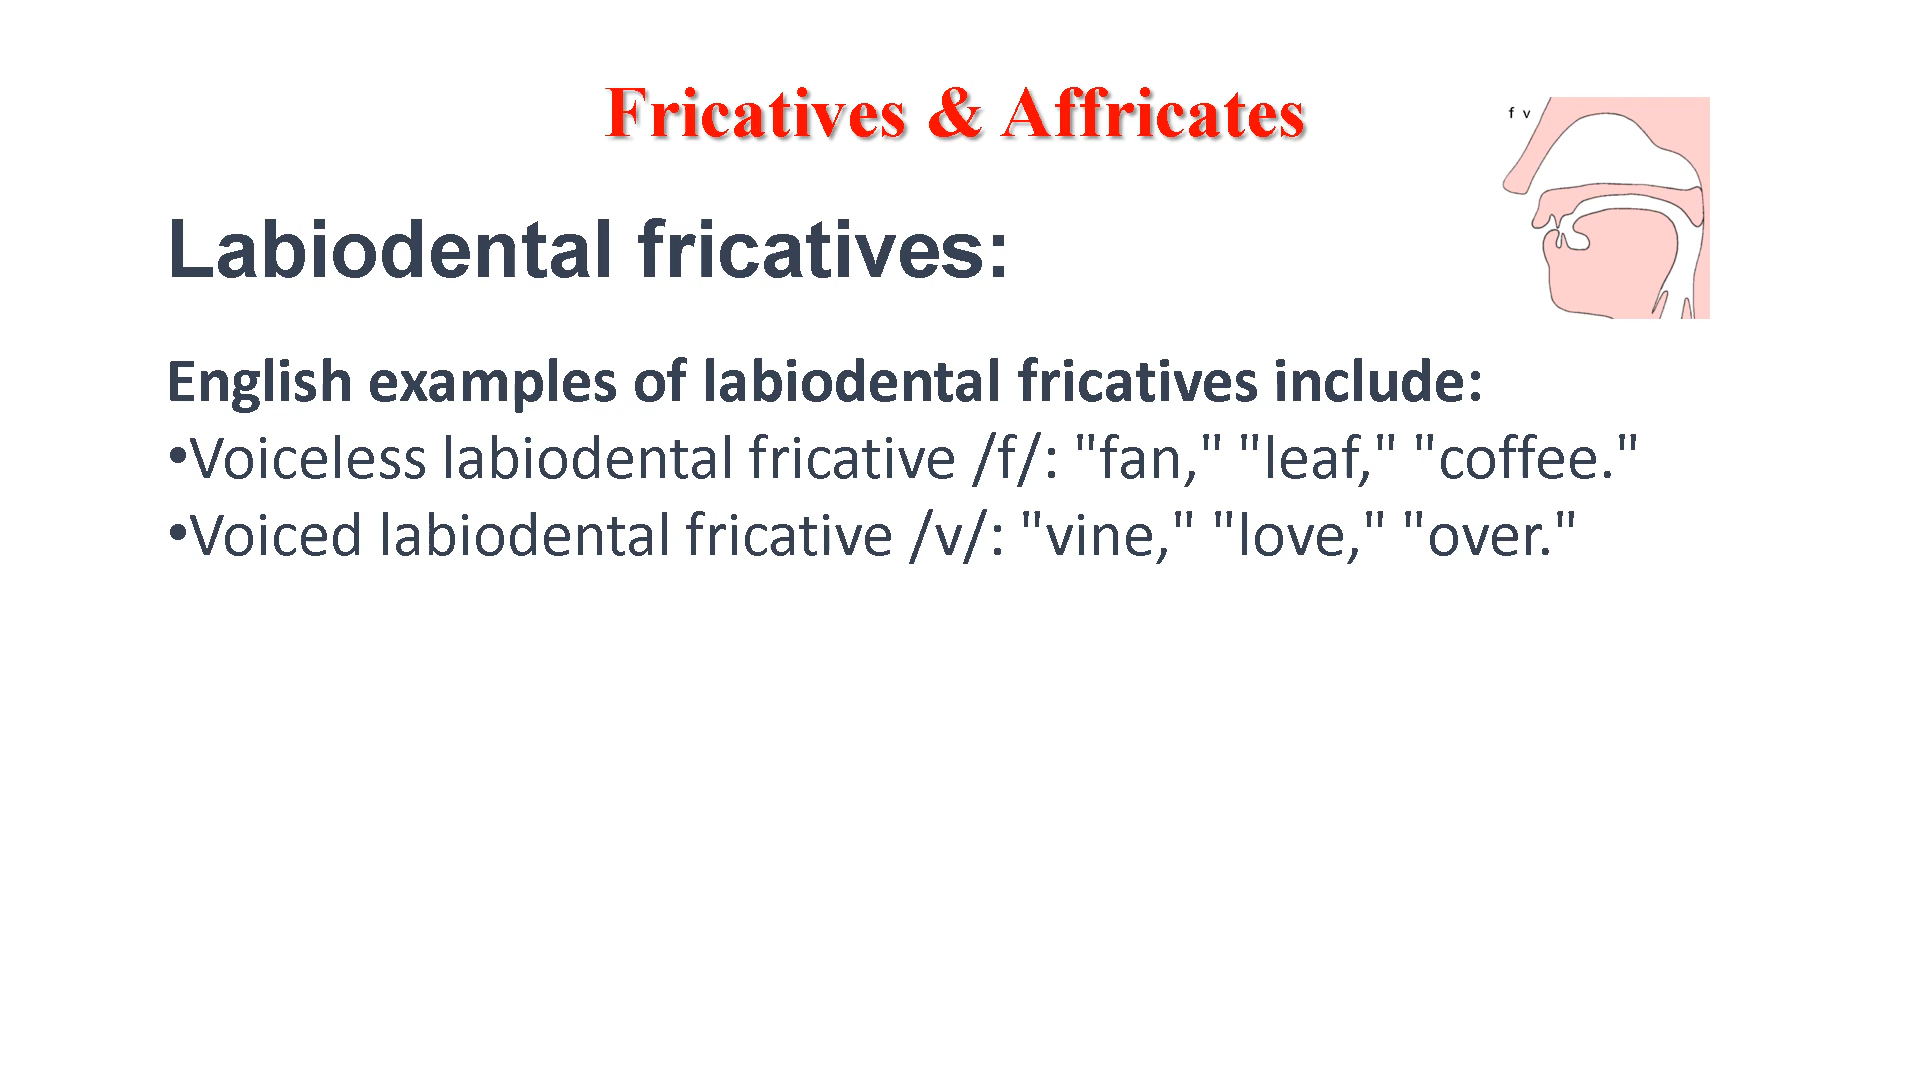 Fricatives & Affricates
f v
Labiodental fricatives:
English examples of labiodental fricatives include:
•Voiceless labiodental fricative /f/: "fan," "leaf," "coffee."
•Voiced labiodental fricative /v/: "vine," "love," "over."